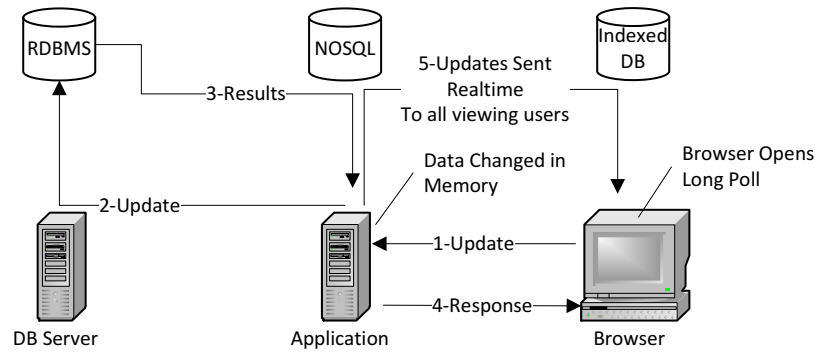 RDBMS
NOSQL
Indexed
DB
5-Updates Sent
Realtime
To all viewing users
3-Results
Data Changed in
Memory
Browser Opens
Long Poll
2-Update
1-Update
4-Response
DB Server
Application
Browser